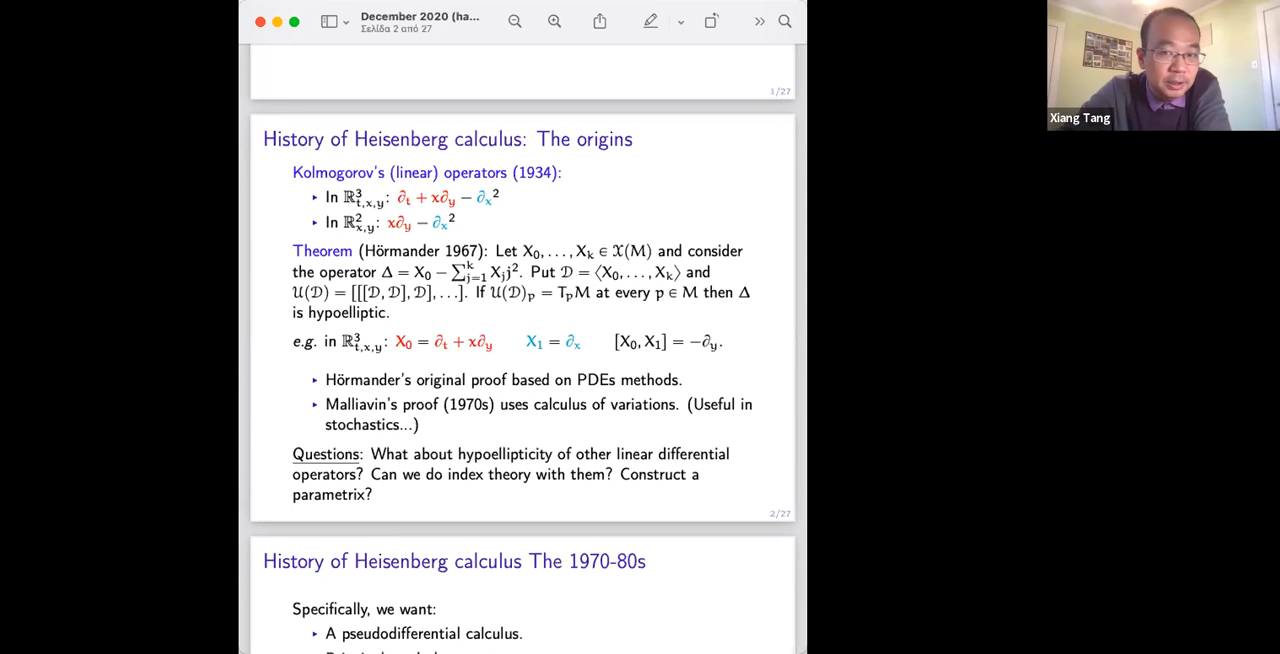 December 2020 (ha...
Σελίδα 2 από 27
1/27
History of Heisenberg calculus: The origins
Kolmogorov's (linear) operators (1934):
▸ In ℝ³ₜ,ₓ,ᵧ: ∂ₜ + x∂ᵧ − ∂ₓ²
▸ In ℝ²ₓ,ᵧ: x∂ᵧ − ∂ₓ²
Theorem (Hörmander 1967): Let X₀, . . . , Xₖ ∈ 𝔛(M) and consider
the operator Δ = X₀ − ∑ᵏⱼ₌₁ Xⱼj². Put 𝒟 = ⟨X₀, . . . , Xₖ⟩ and
𝒰(𝒟) = [[[𝒟, 𝒟], 𝒟], . . .]. If 𝒰(𝒟)ₚ = TₚM at every p ∈ M then Δ
is hypoelliptic.
e.g. in ℝ³ₜ,ₓ,ᵧ: X₀ = ∂ₜ + x∂ᵧ X₁ = ∂ₓ [X₀, X₁] = −∂ᵧ.
▸ Hörmander's original proof based on PDEs methods.
▸ Malliavin's proof (1970s) uses calculus of variations. (Useful in
stochastics...)
Questions: What about hypoellipticity of other linear differential
operators? Can we do index theory with them? Construct a
parametrix?
2/27
History of Heisenberg calculus The 1970-80s
Specifically, we want:
▸ A pseudodifferential calculus.
Xiang Tang